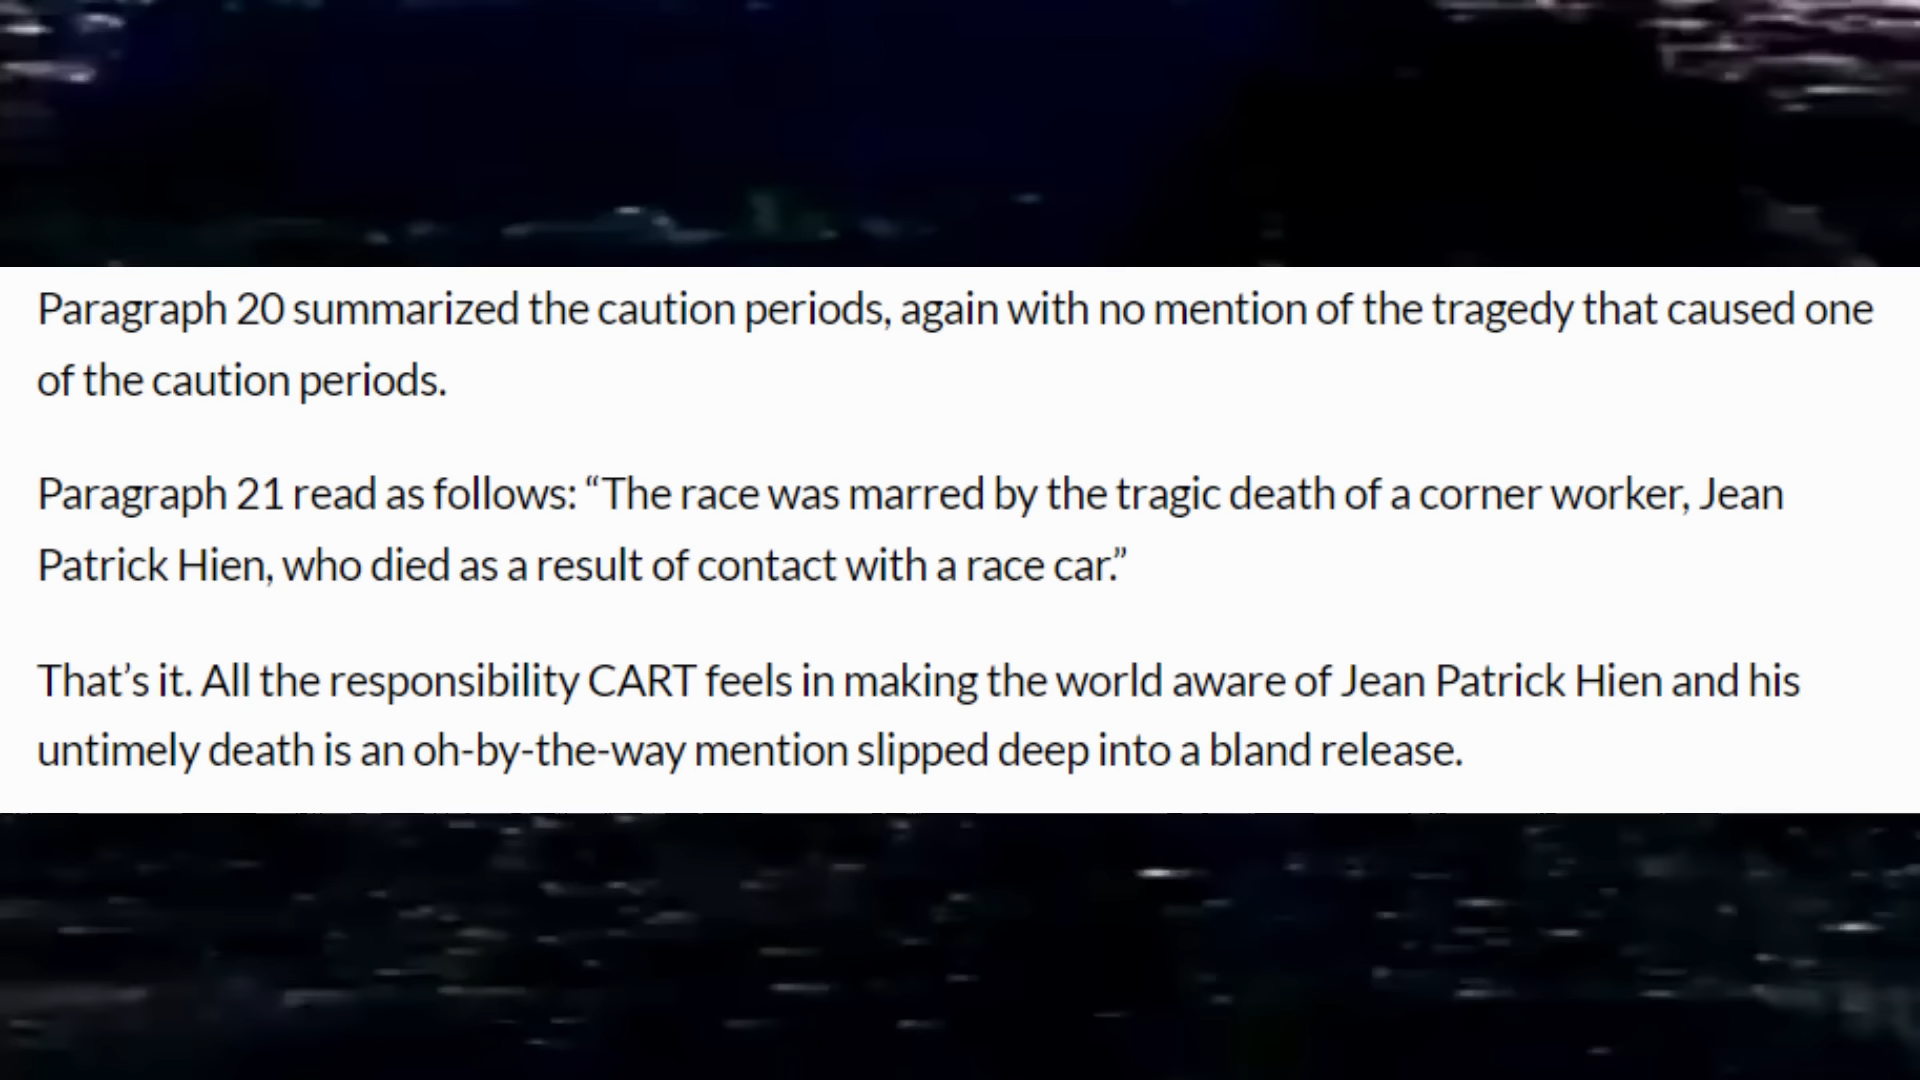 Paragraph 20 summarized the caution periods, again with no mention of the tragedy that caused one
of the caution periods.
Paragraph 21 read as follows: “The race was marred by the tragic death of a corner worker, Jean
Patrick Hien, who died as a result of contact with a race car.”
That’s it. All the responsibility CART feels in making the world aware of Jean Patrick Hien and his
untimely death is an oh-by-the-way mention slipped deep into a bland release.